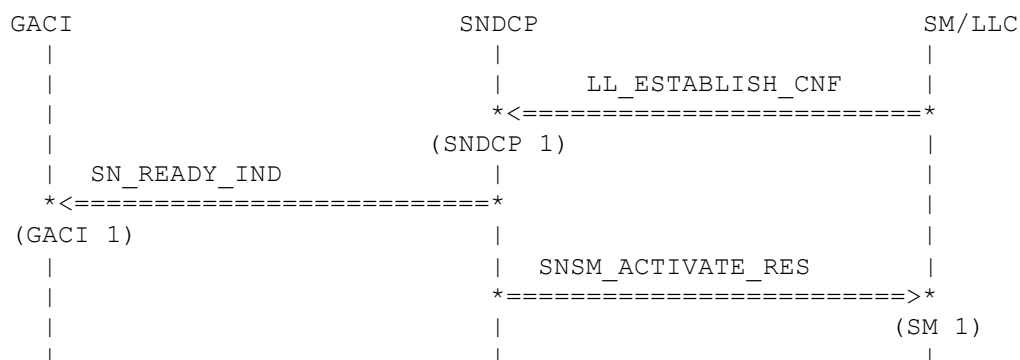 GACI SNDCP SM/LLC
| | |
| | LL_ESTABLISH_CNF |
| *<=========================*
| (SNDCP 1) |
| SN_READY_IND | |
*<==========================* |
(GACI 1) | |
| | SNSM_ACTIVATE_RES |
| *=========================>*
| | (SM 1)
| | |